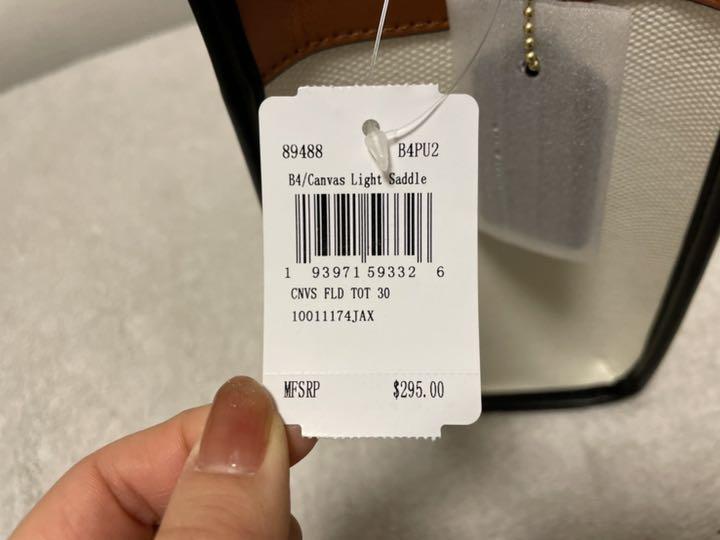 89488 B4PU2
B4/Canvas Light Saddle
1 93971 59332 6
CNVS FLD TOT 30
10011174JAX
MFSRP $295.00